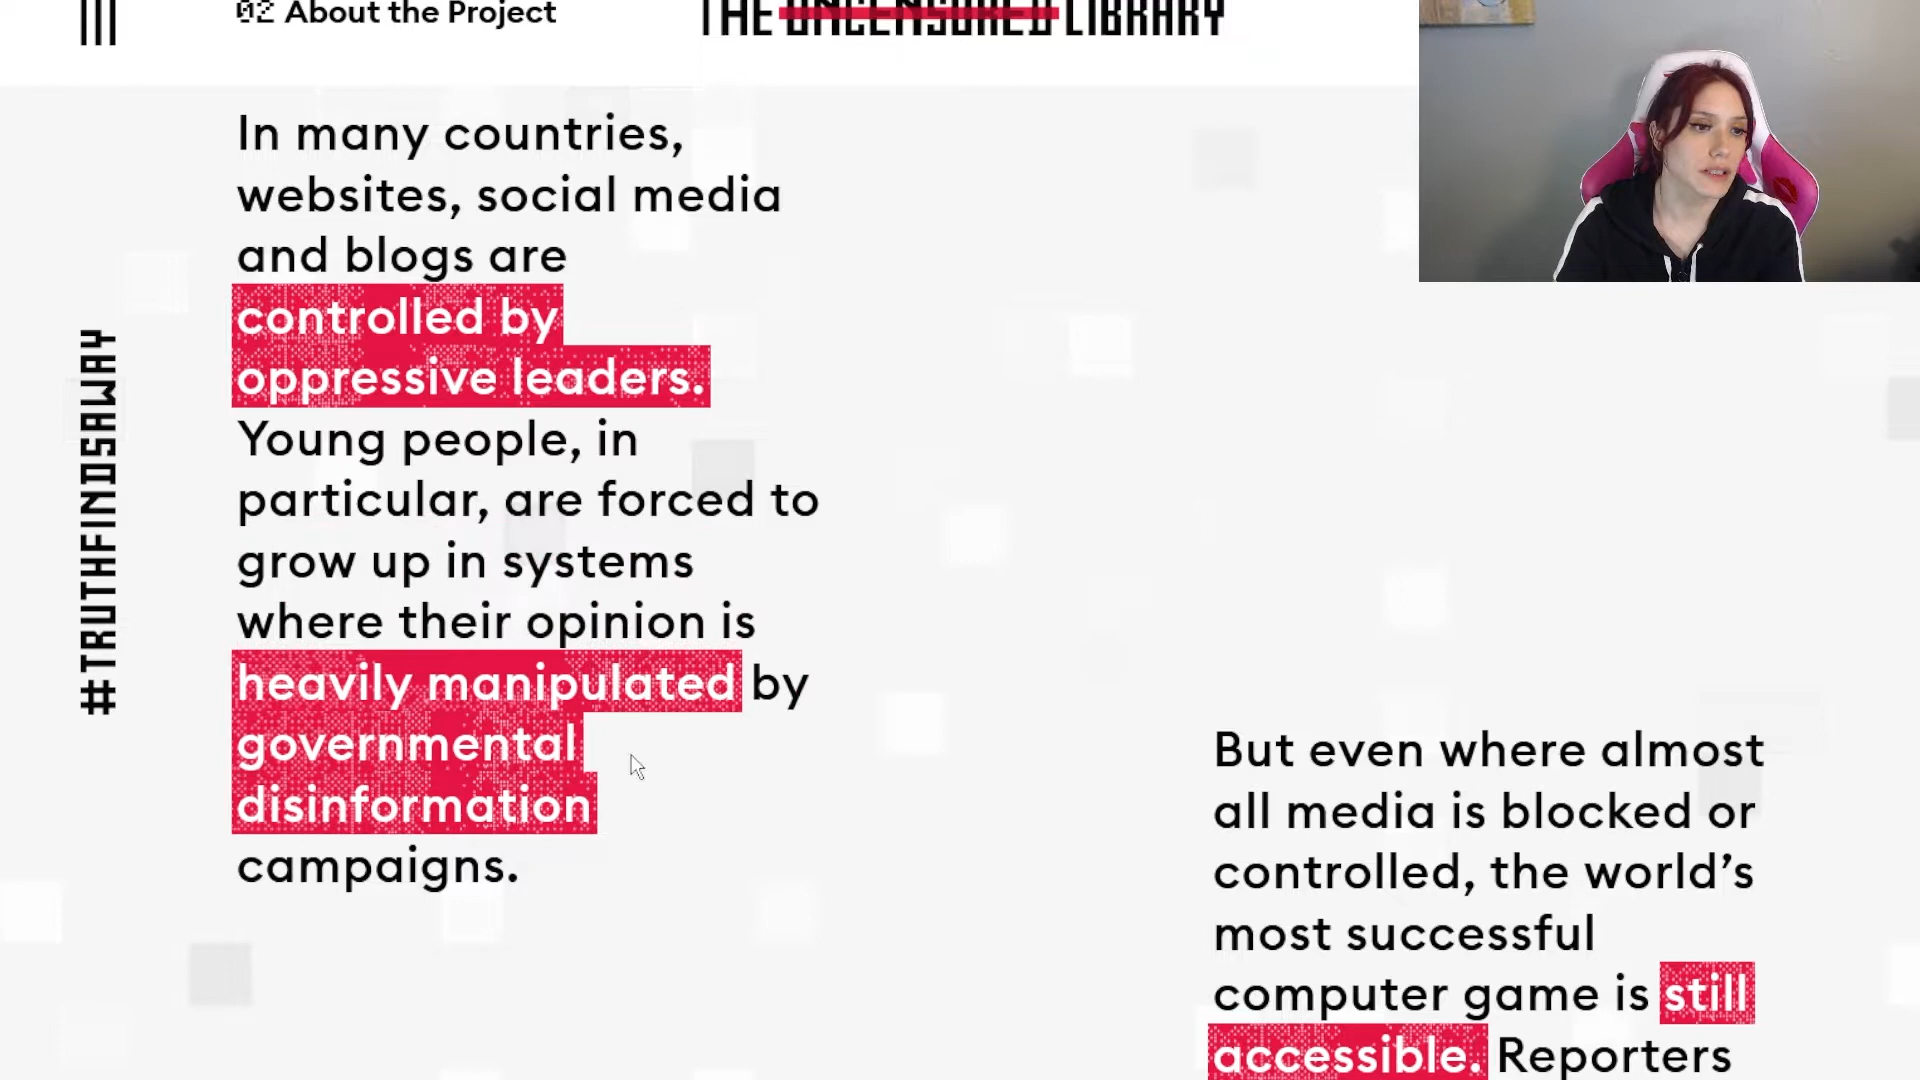 02 About the Project
THE UNCENSORED LIBRARY
#TRUTHFINDSAWAY
In many countries,
websites, social media
and blogs are
controlled by
oppressive leaders.
Young people, in
particular, are forced to
grow up in systems
where their opinion is
heavily manipulated by
governmental
disinformation
campaigns.
But even where almost
all media is blocked or
controlled, the world’s
most successful
computer game is still
accessible. Reporters